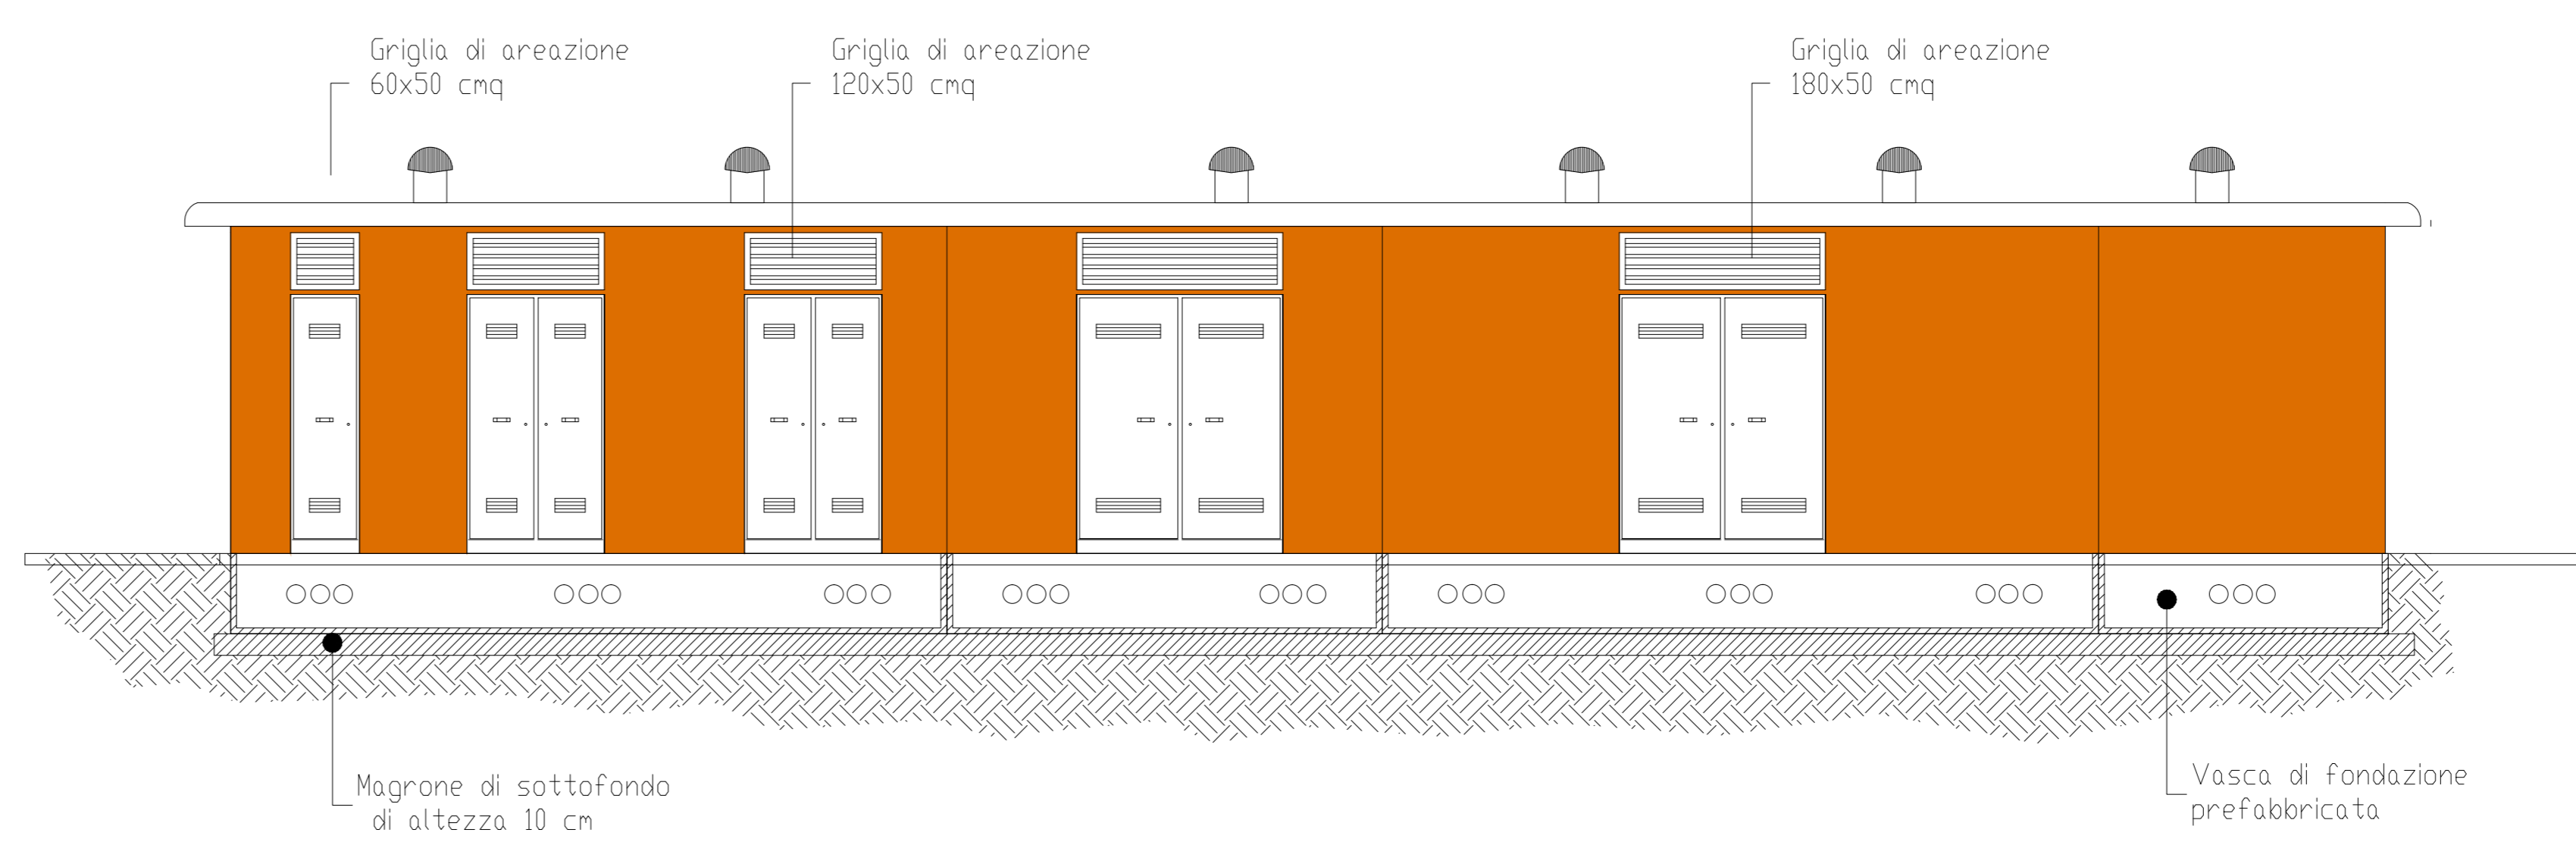 Griglia di areazione
60x50 cmq
Griglia di areazione
120x50 cmq
Griglia di areazione
180x50 cmq
Magrone di sottofondo
di altezza 10 cm
Vasca di fondazione
prefabbricata